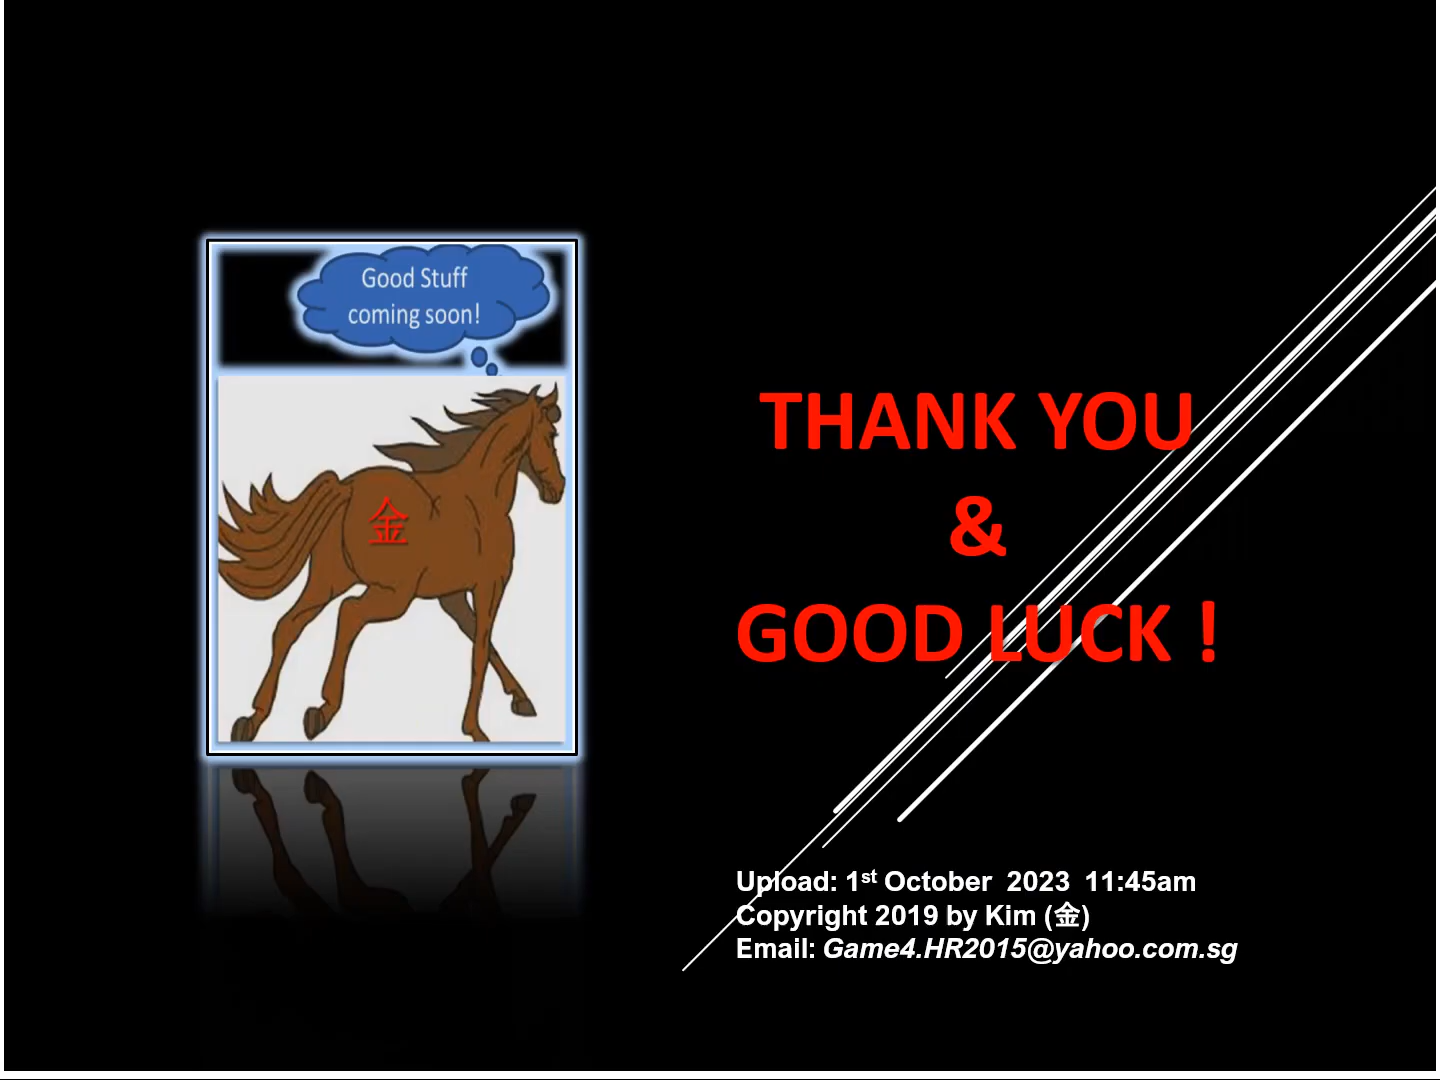 Good Stuff
coming soon!
金
THANK YOU
&
GOOD LUCK !
Upload: 1st October 2023 11:45am
Copyright 2019 by Kim (金)
Email: Game4.HR2015@yahoo.com.sg